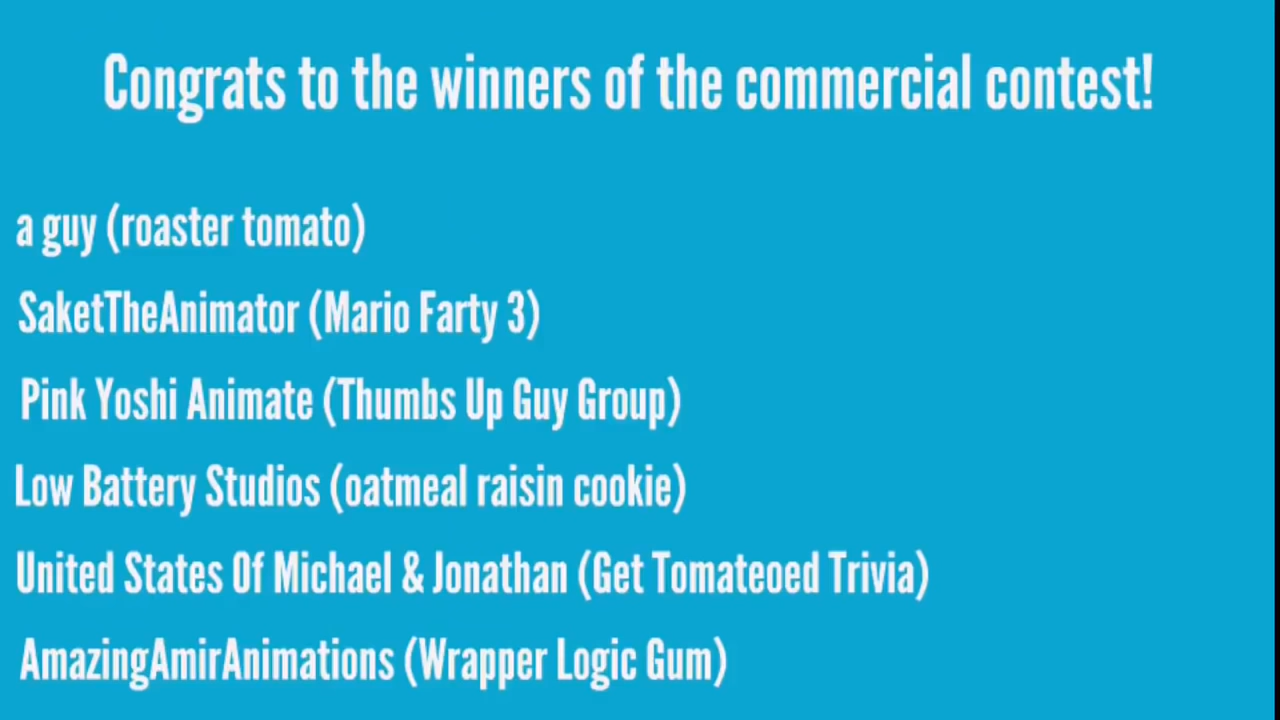 Congrats to the winners of the commercial contest!
a guy (roaster tomato)
SaketTheAnimator (Mario Farty 3)
Pink Yoshi Animate (Thumbs Up Guy Group)
Low Battery Studios (oatmeal raisin cookie)
United States Of Michael & Jonathan (Get Tomateoed Trivia)
AmazingAmirAnimations (Wrapper Logic Gum)